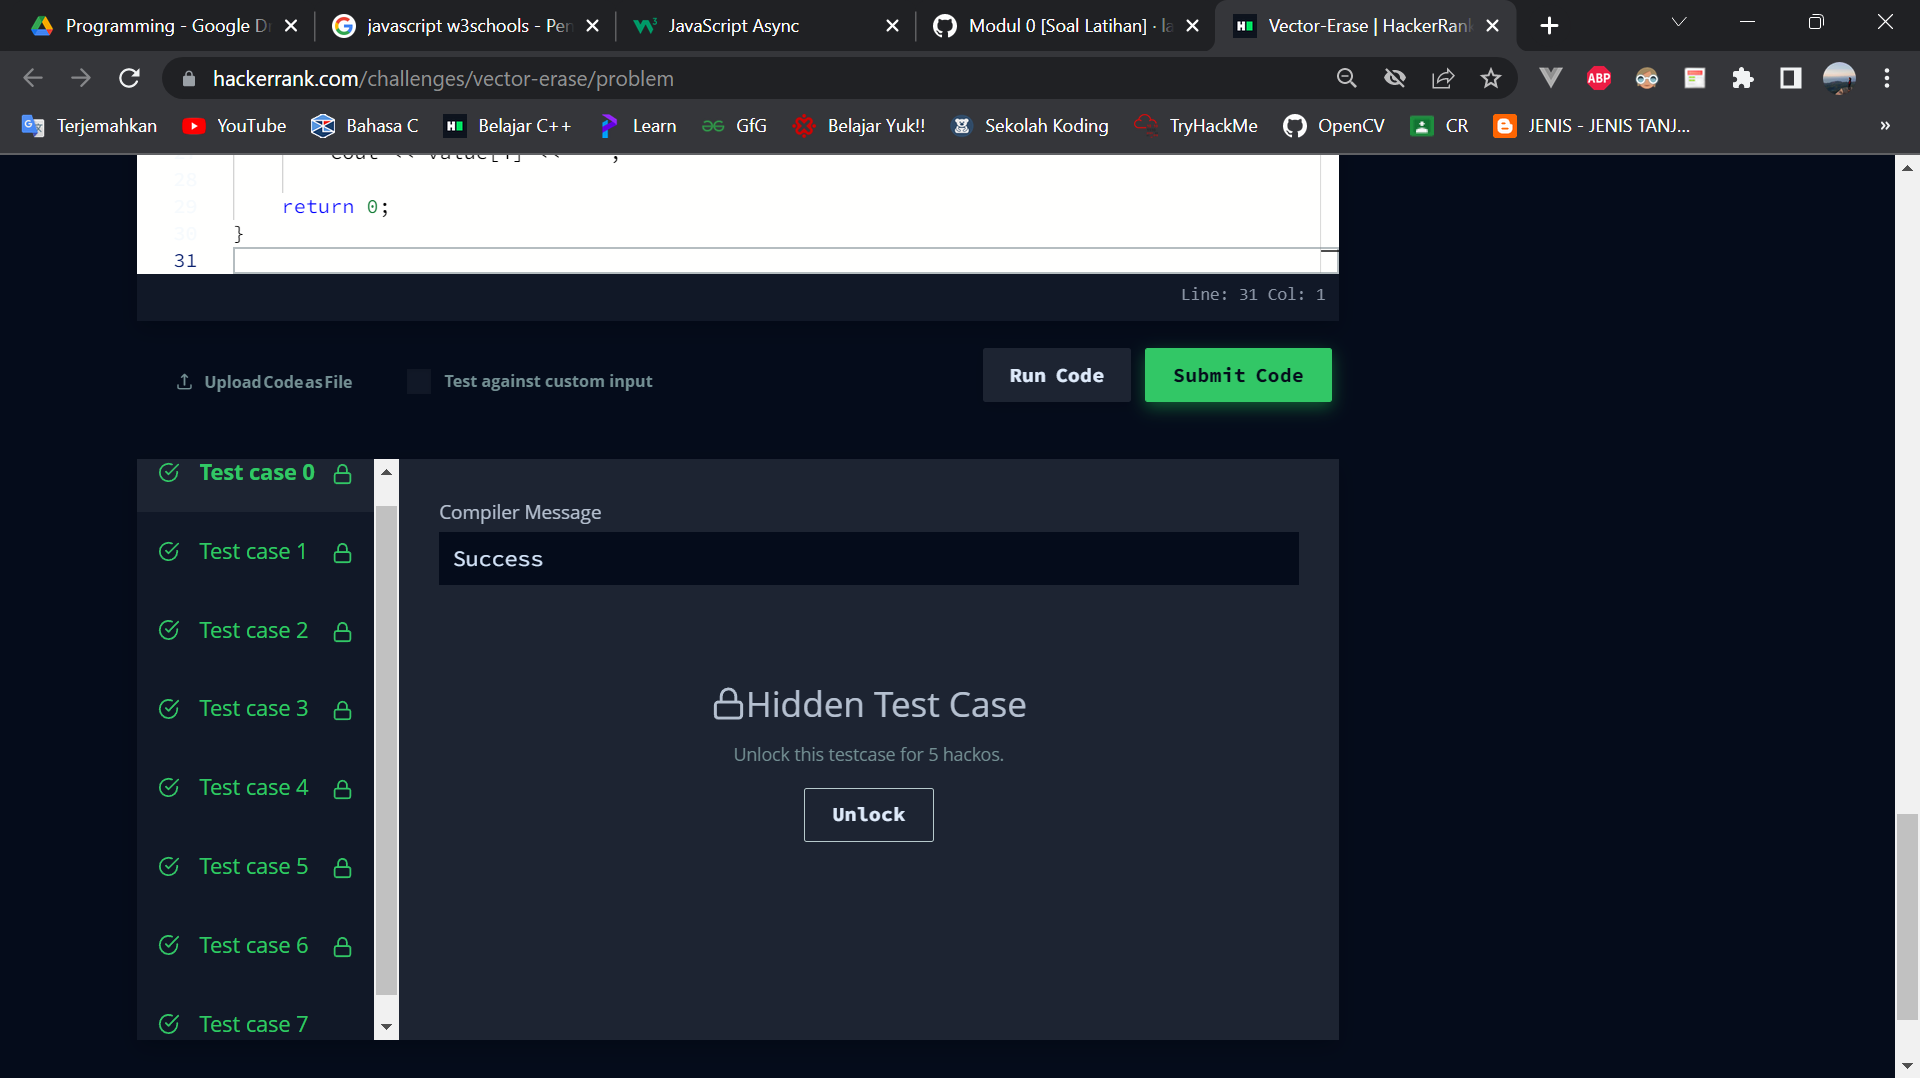 Programming - Google D
javascript w3schools - Pen
JavaScript Async
Modul 0 [Soal Latihan] · la
Vector-Erase | HackerRank
hackerrank.com/challenges/vector-erase/problem
ABP
Terjemahkan
YouTube
Bahasa C
Belajar C++
Learn
GfG
Belajar Yuk!!
Sekolah Koding
TryHackMe
OpenCV
CR
JENIS - JENIS TANJ...
»
28
29 return 0;
30 }
31
Line: 31 Col: 1
Upload Code as File
Test against custom input
Run Code
Submit Code
Test case 0
Test case 1
Test case 2
Test case 3
Test case 4
Test case 5
Test case 6
Test case 7
Compiler Message
Success
Hidden Test Case
Unlock this testcase for 5 hackos.
Unlock